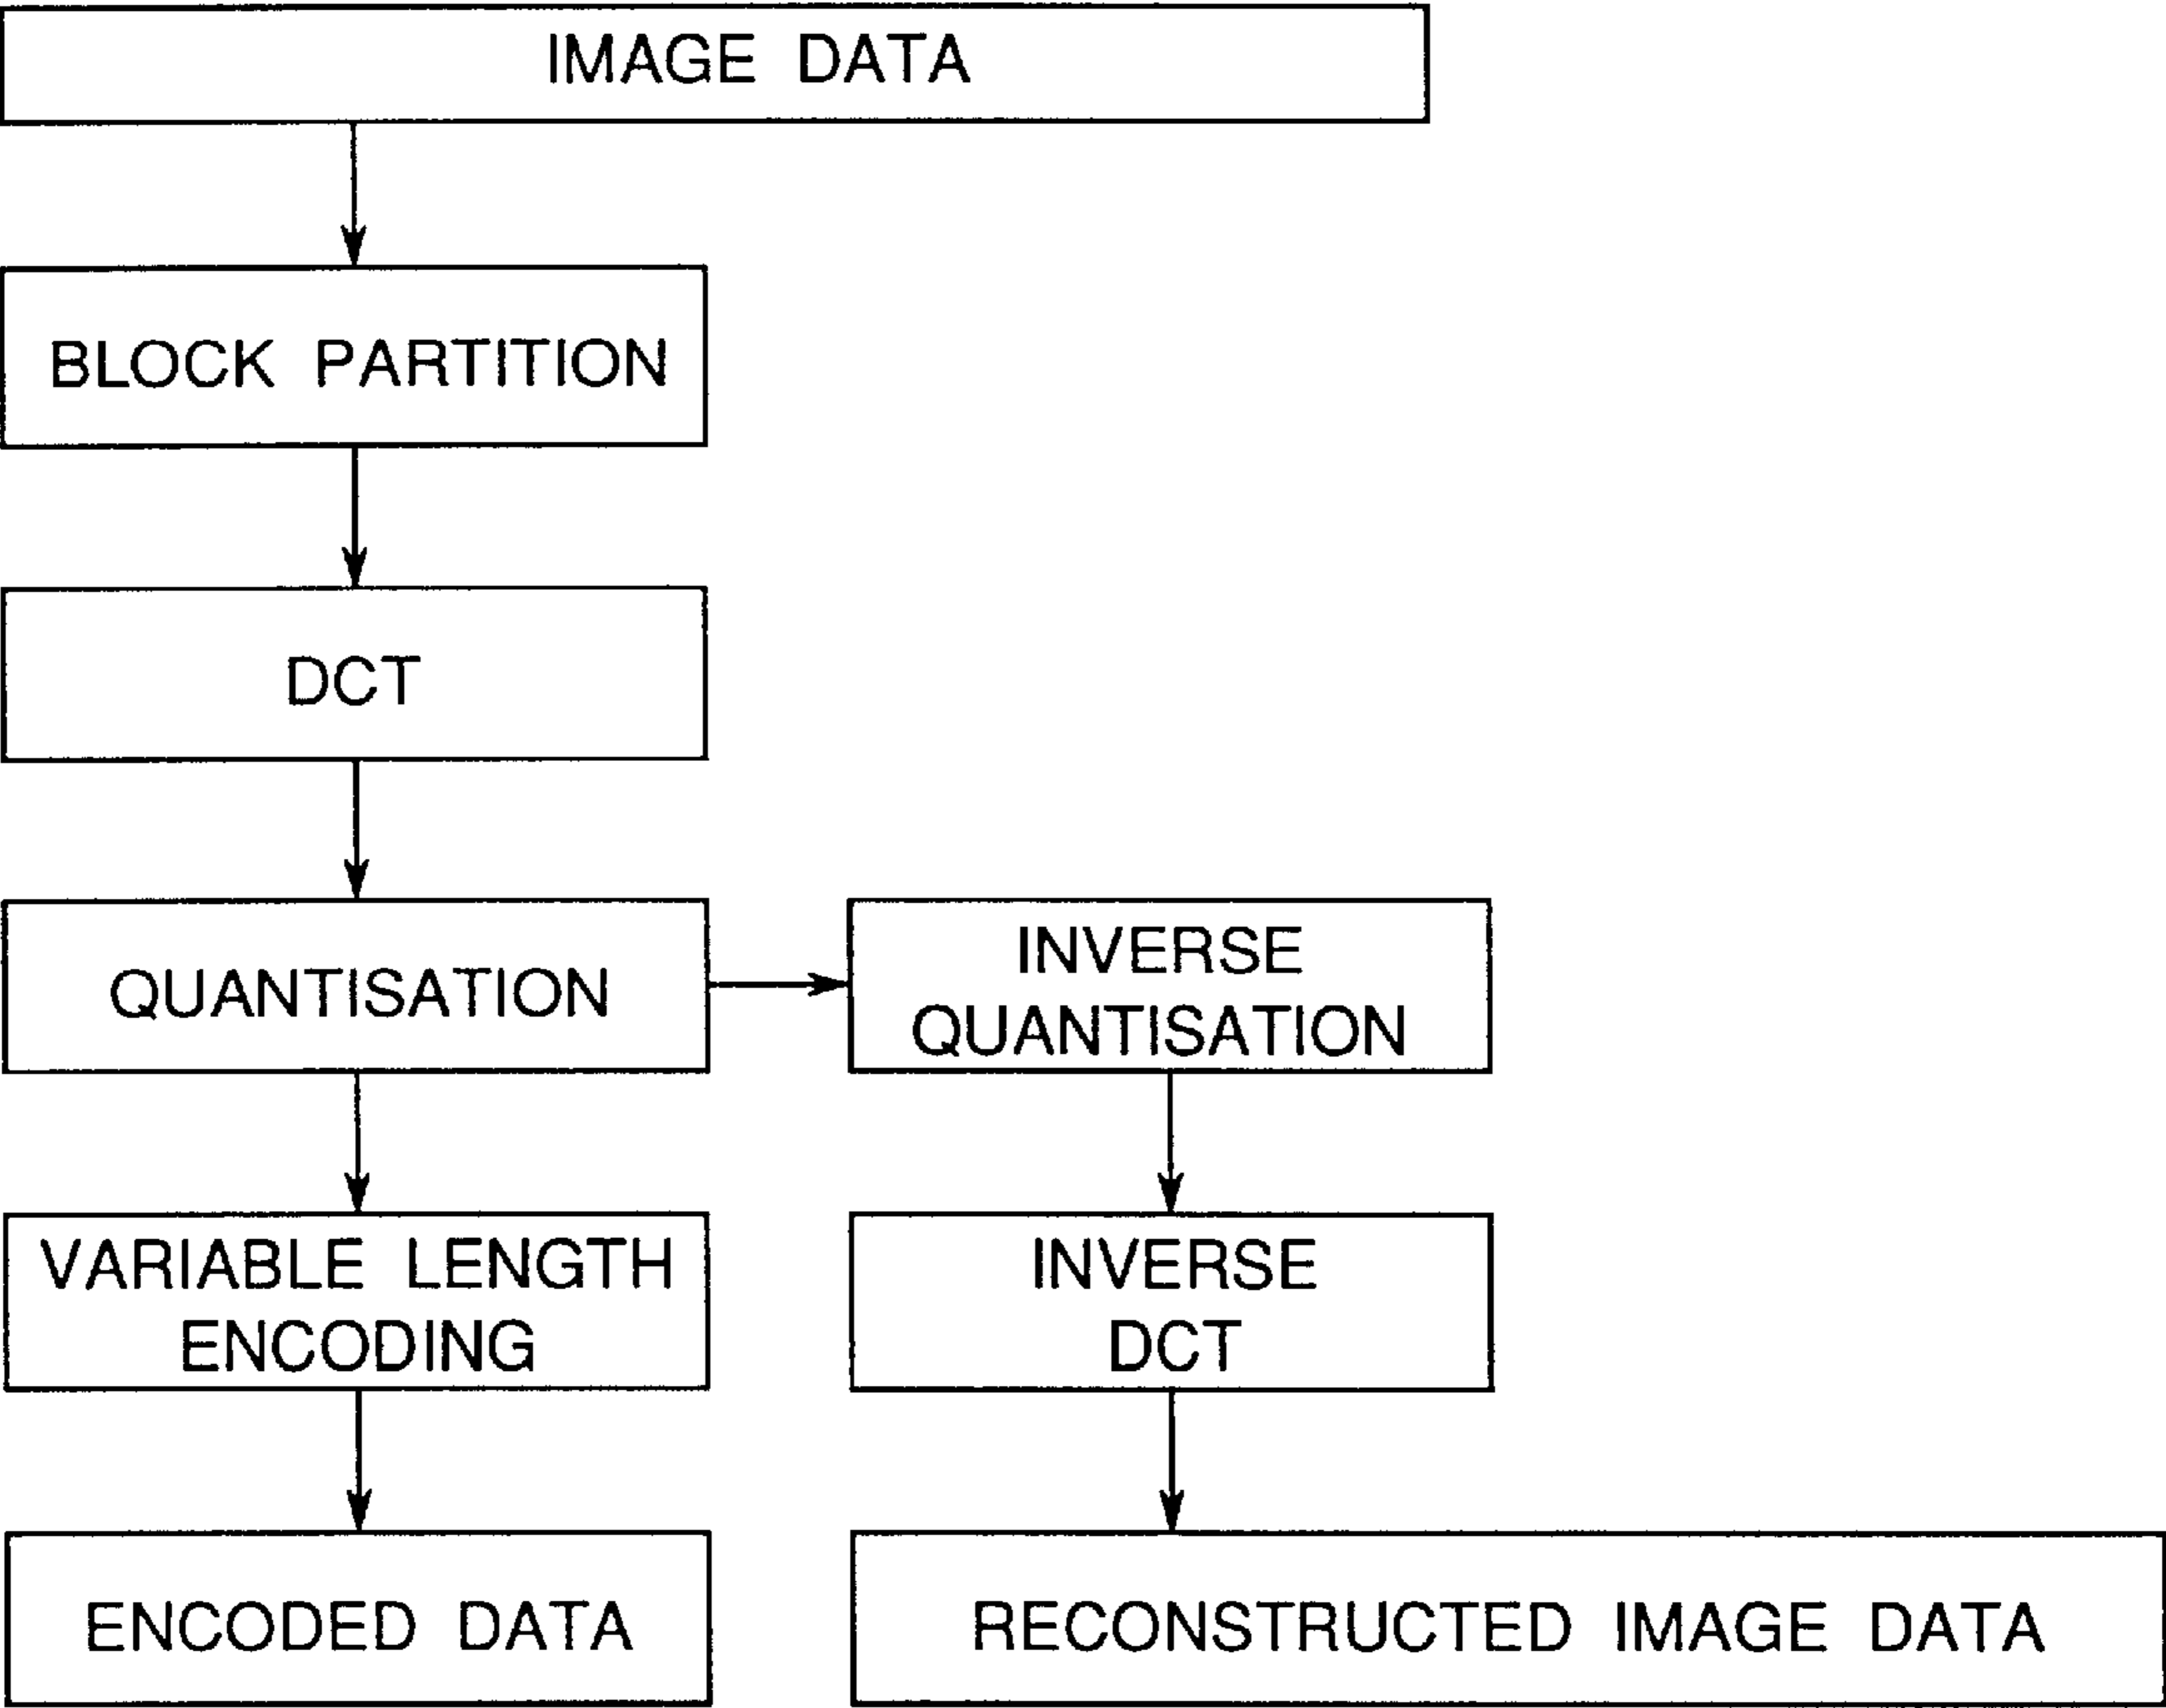 IMAGE DATA
BLOCK PARTITION
DCT
QUANTISATION
INVERSE
QUANTISATION
VARIABLE LENGTH
ENCODING
INVERSE
DCT
ENCODED DATA
RECONSTRUCTED IMAGE DATA